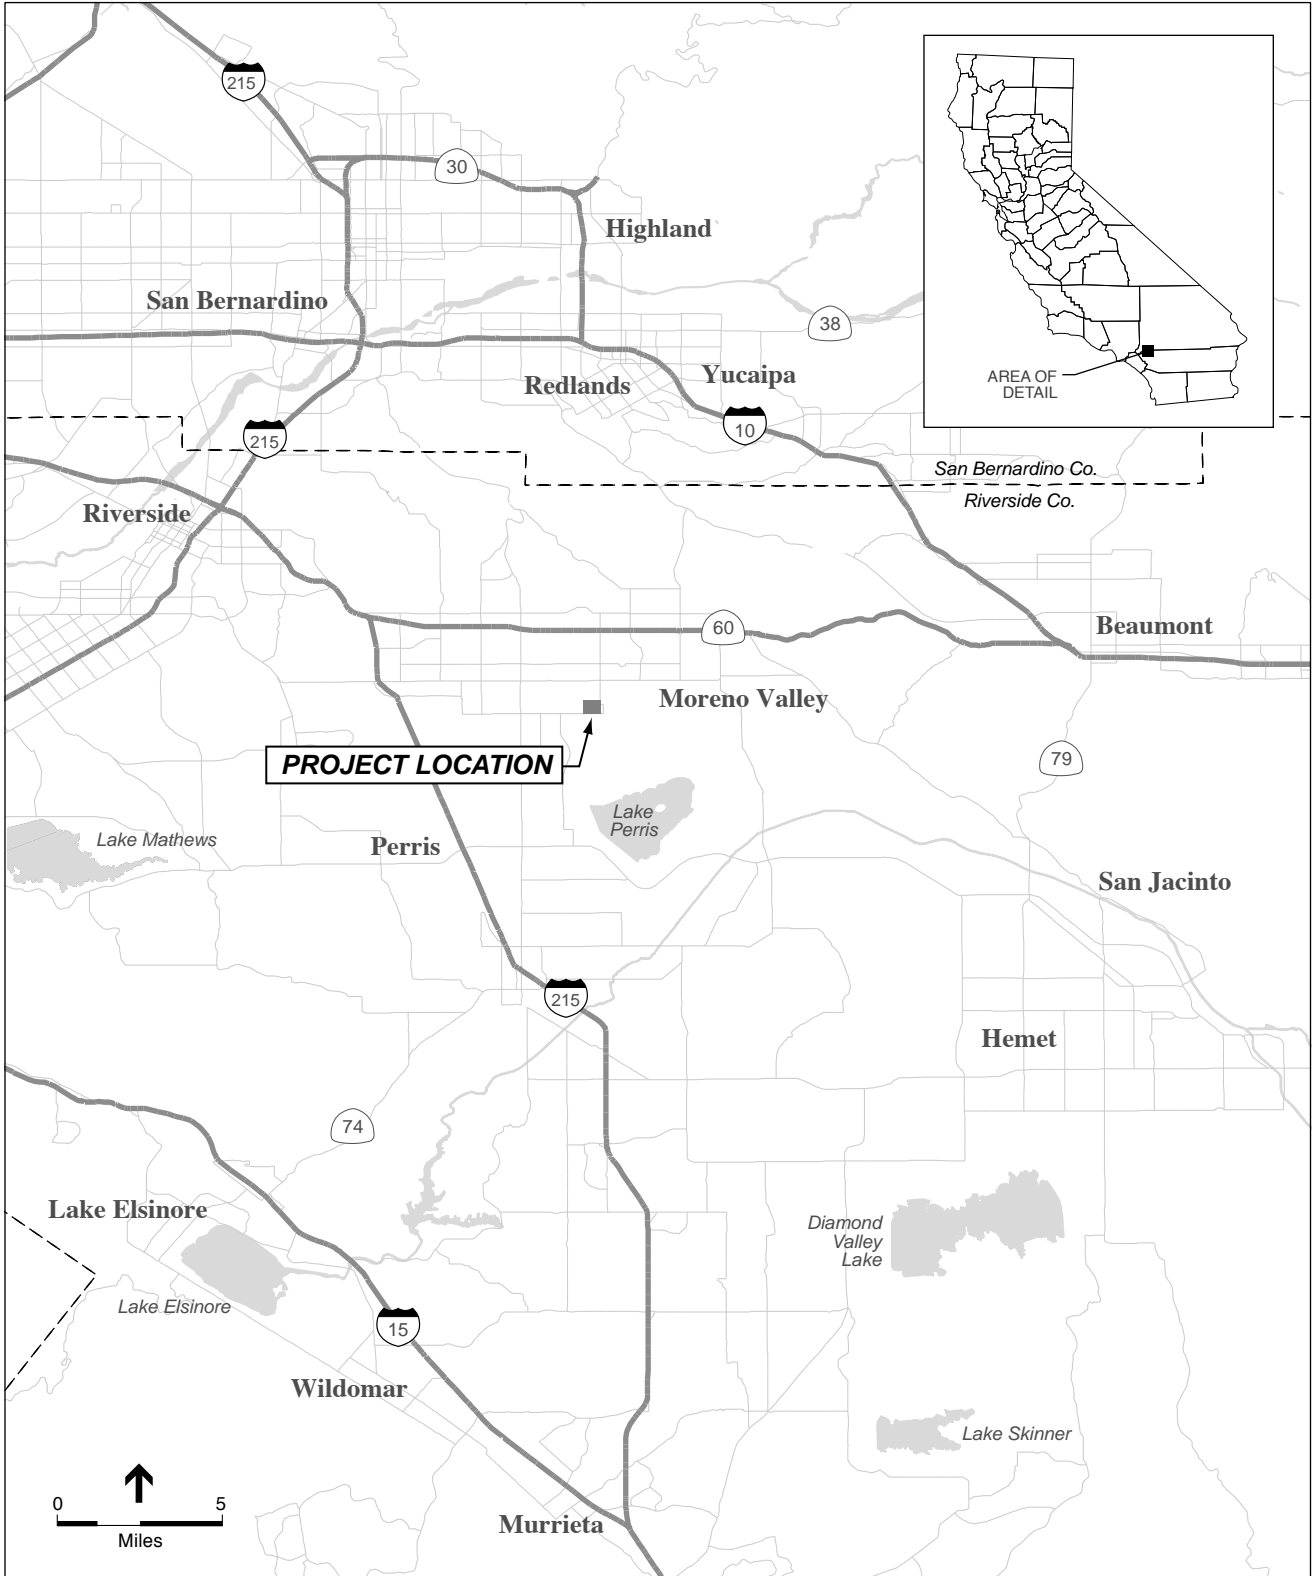 215
30
Highland
San Bernardino
38
AREA OF
DETAIL
Redlands
Yucaipa
10
215
San Bernardino Co.
Riverside Co.
Riverside
60
Beaumont
Moreno Valley
PROJECT LOCATION
79
Lake
Perris
Lake Mathews
Perris
San Jacinto
215
Hemet
74
Lake Elsinore
Diamond
Valley
Lake
Lake Elsinore
15
Wildomar
Lake Skinner
0 5
Miles
Murrieta